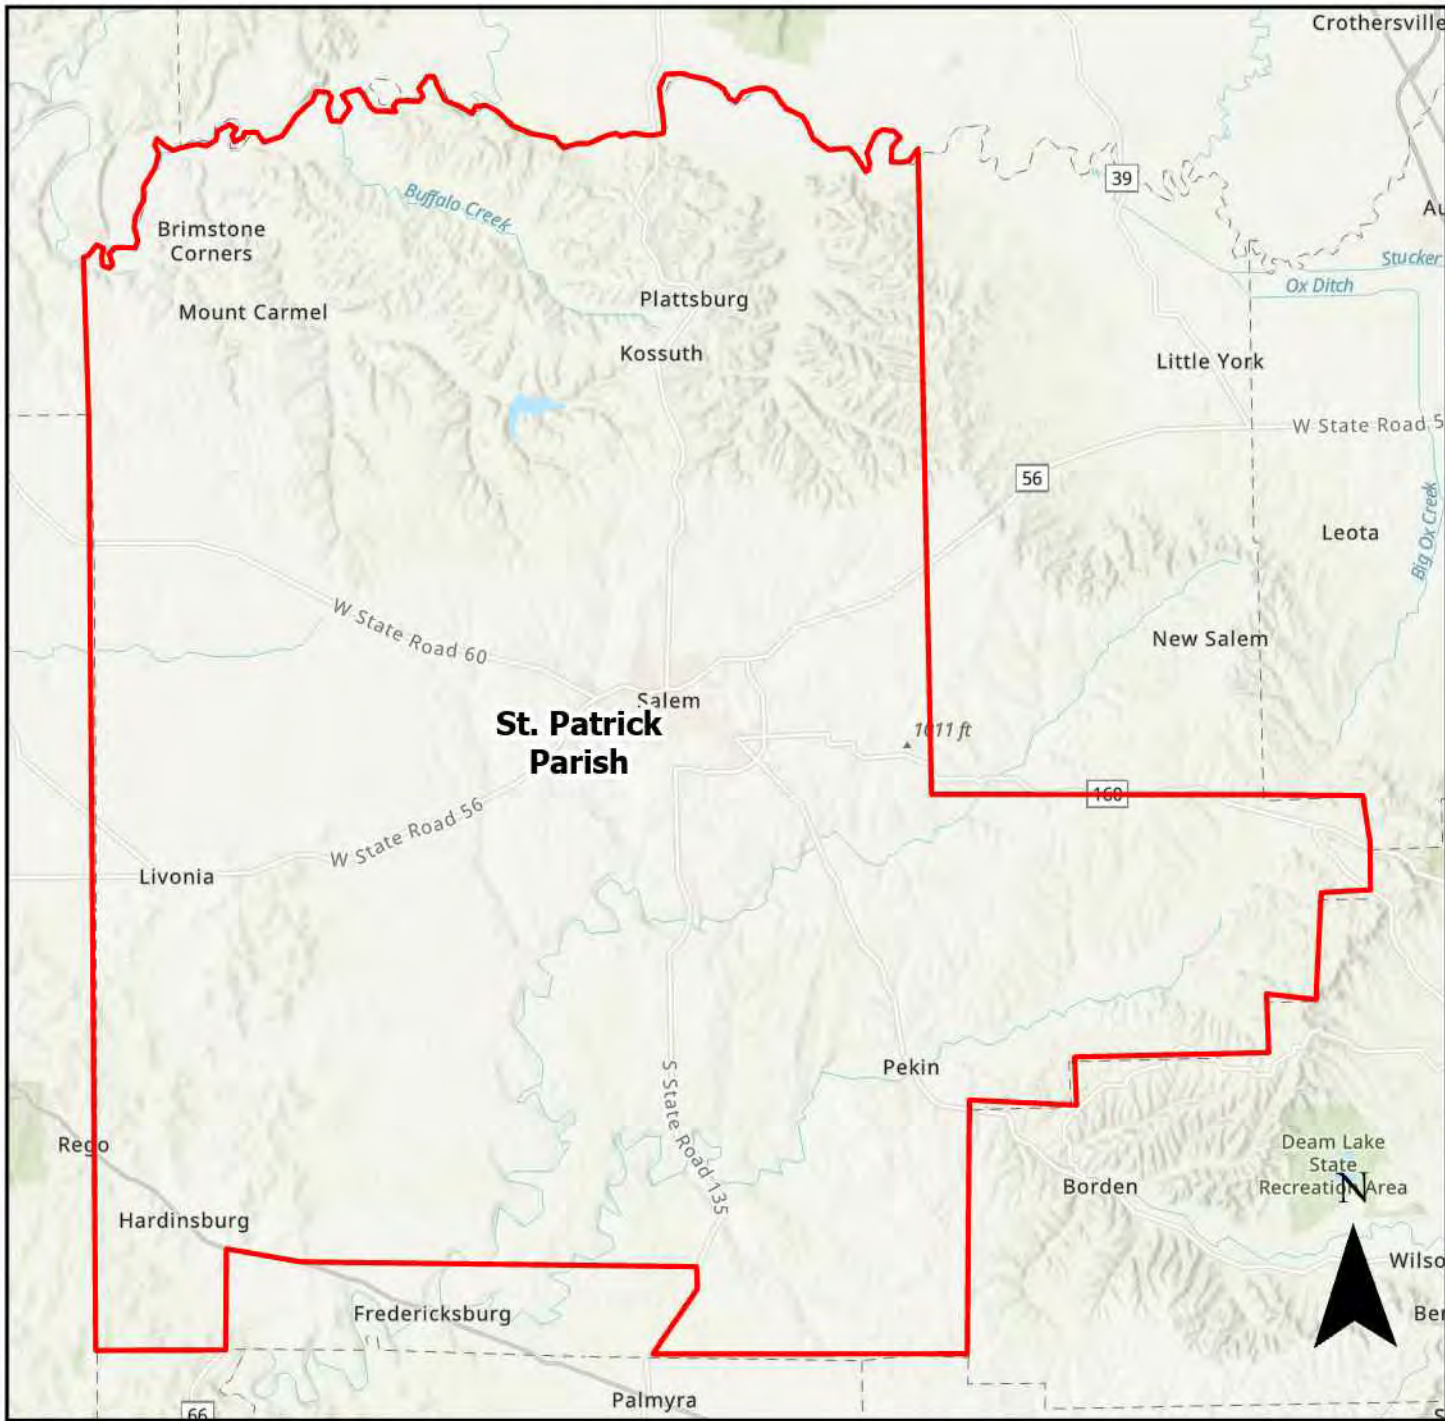 Crothersville
39
Buffalo Creek
Brimstone
Corners
Stucker
Ox Ditch
Plattsburg
Mount Carmel
Kossuth
Little York
W State Road 5
56
Big Ox Creek
Leota
W State Road 60
New Salem
Salem
St. Patrick
Parish
1011 ft
160
W State Road 56
Livonia
Pekin
S State Road 135
Rego
Deam Lake
State
Recreation Area
N
Borden
Hardinsburg
Wilso
Fredericksburg
Ber
Palmyra
66